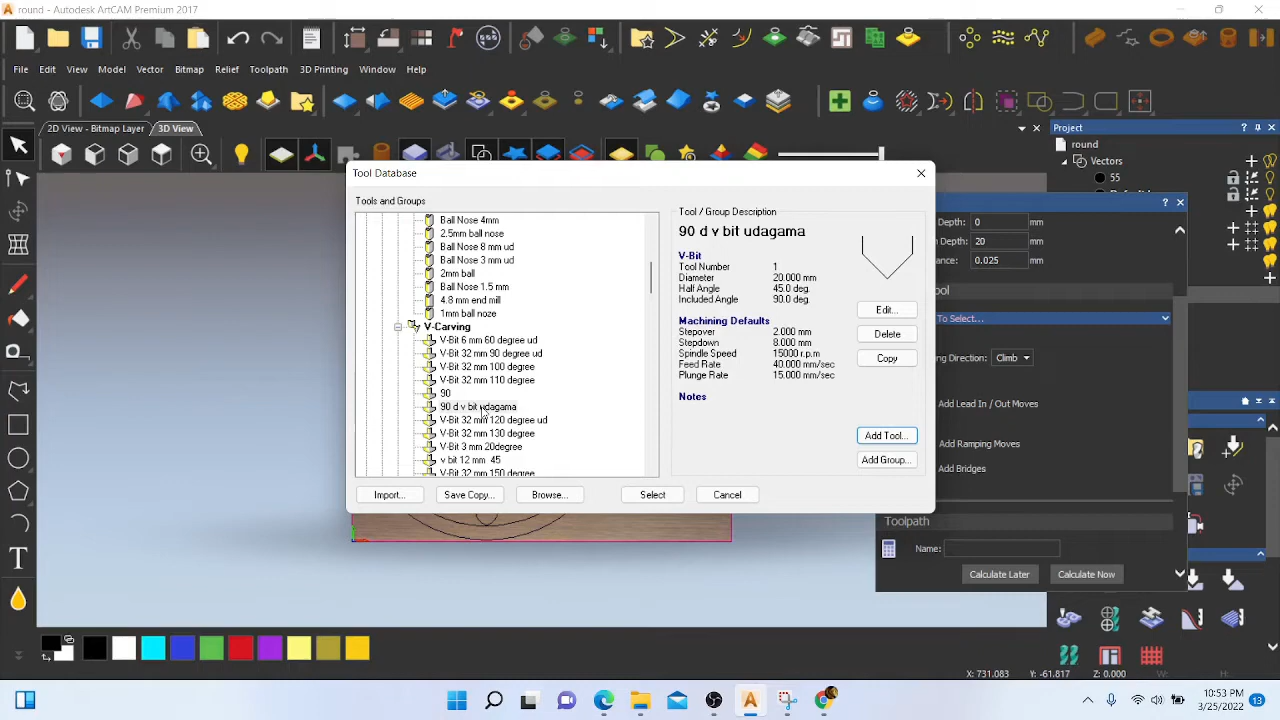 round - Autodesk ArtCAM Premium 2017
File Edit View Model Vector Bitmap Relief Toolpath 3D Printing Window Help
2D View - Bitmap Layer 3D View
Project
round
Vectors
55
Tool Database
Tools and Groups
Ball Nose 4mm
2.5mm ball nose
Ball Nose 8 mm ud
Ball Nose 3 mm ud
2mm ball
Ball Nose 1.5 mm
4.8 mm end mill
1mm ball noze
V-Carving
V-Bit 6 mm 60 degree ud
V-Bit 32 mm 90 degree ud
V-Bit 32 mm 100 degree
V-Bit 32 mm 110 degree
90
90 d v bit udagama
V-Bit 32 mm 120 degree ud
V-Bit 32 mm 130 degree
V-Bit 3 mm 20degree
v bit 12 mm 45
V-Bit 32 mm 150 degree
Import... Save Copy... Browse... Select Cancel
Tool / Group Description
90 d v bit udagama
V-Bit
Tool Number 1
Diameter 20.000 mm
Half Angle 45.0 deg.
Included Angle 90.0 deg.
Machining Defaults
Stepover 2.000 mm
Stepdown 8.000 mm
Spindle Speed 15000 r.p.m
Feed Rate 40.000 mm/sec
Plunge Rate 15.000 mm/sec
Notes
Edit...
Delete
Copy
Add Tool...
Add Group...
Depth: 0 mm
Depth: 20 mm
0.025 mm
To Select...
Direction: Climb
Add Lead In / Out Moves
Add Ramping Moves
Add Bridges
Toolpath
Name:
Calculate Later Calculate Now
X: 731.083 Y: -61.817 Z: 0.000 W: H:
10:53 PM
3/25/2022
13